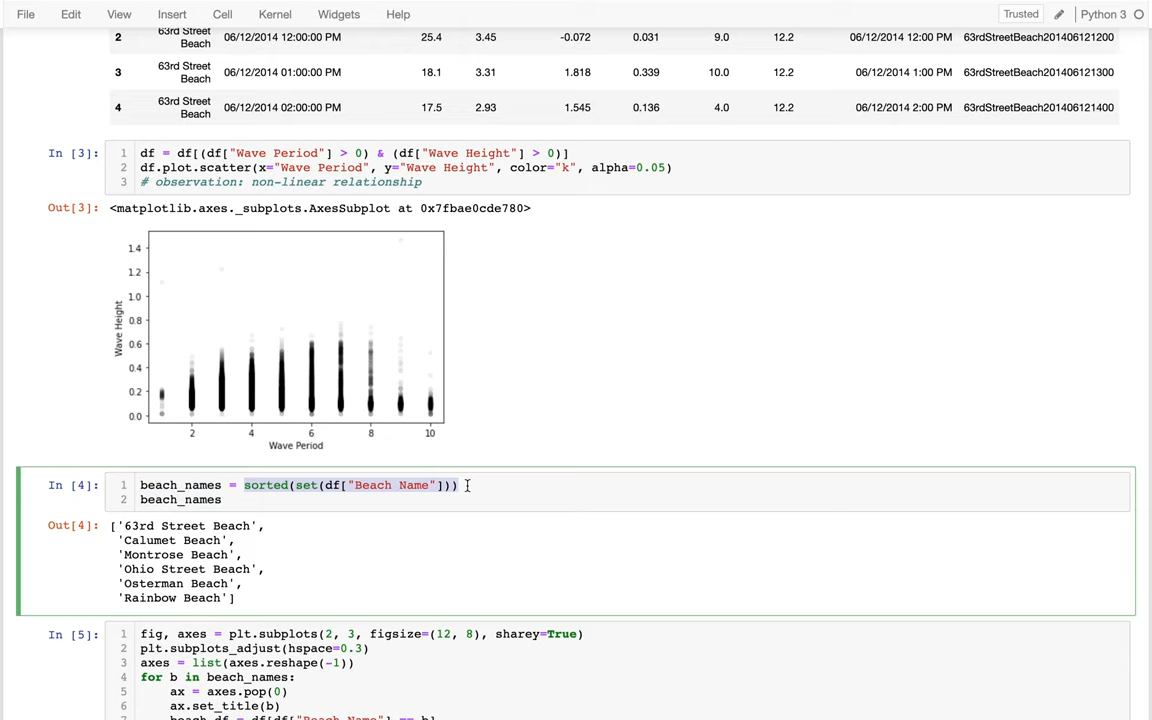 File Edit View Insert Cell Kernel Widgets Help Trusted Python 3
2 63rd Street Beach 06/12/2014 12:00:00 PM 25.4 3.45 -0.072 0.031 9.0 12.2 06/12/2014 12:00 PM 63rdStreetBeach201406121200
3 63rd Street Beach 06/12/2014 01:00:00 PM 18.1 3.31 1.818 0.339 10.0 12.2 06/12/2014 1:00 PM 63rdStreetBeach201406121300
4 63rd Street Beach 06/12/2014 02:00:00 PM 17.5 2.93 1.545 0.136 4.0 12.2 06/12/2014 2:00 PM 63rdStreetBeach201406121400
In [3]: 1 df = df[(df["Wave Period"] > 0) & (df["Wave Height"] > 0)]
2 df.plot.scatter(x="Wave Period", y="Wave Height", color="k", alpha=0.05)
3 # observation: non-linear relationship
Out[3]: <matplotlib.axes._subplots.AxesSubplot at 0x7fbae0cde780>
1.4
1.2
1.0
0.8
0.6
0.4
0.2
0.0
Wave Height
2 4 6 8 10
Wave Period
In [4]: 1 beach_names = sorted(set(df["Beach Name"]))
2 beach_names
Out[4]: ['63rd Street Beach',
'Calumet Beach',
'Montrose Beach',
'Ohio Street Beach',
'Osterman Beach',
'Rainbow Beach']
In [5]: 1 fig, axes = plt.subplots(2, 3, figsize=(12, 8), sharey=True)
2 plt.subplots_adjust(hspace=0.3)
3 axes = list(axes.reshape(-1))
4 for b in beach_names:
5 ax = axes.pop(0)
6 ax.set_title(b)
7 beach_df = df[df["Beach Name"] == b]